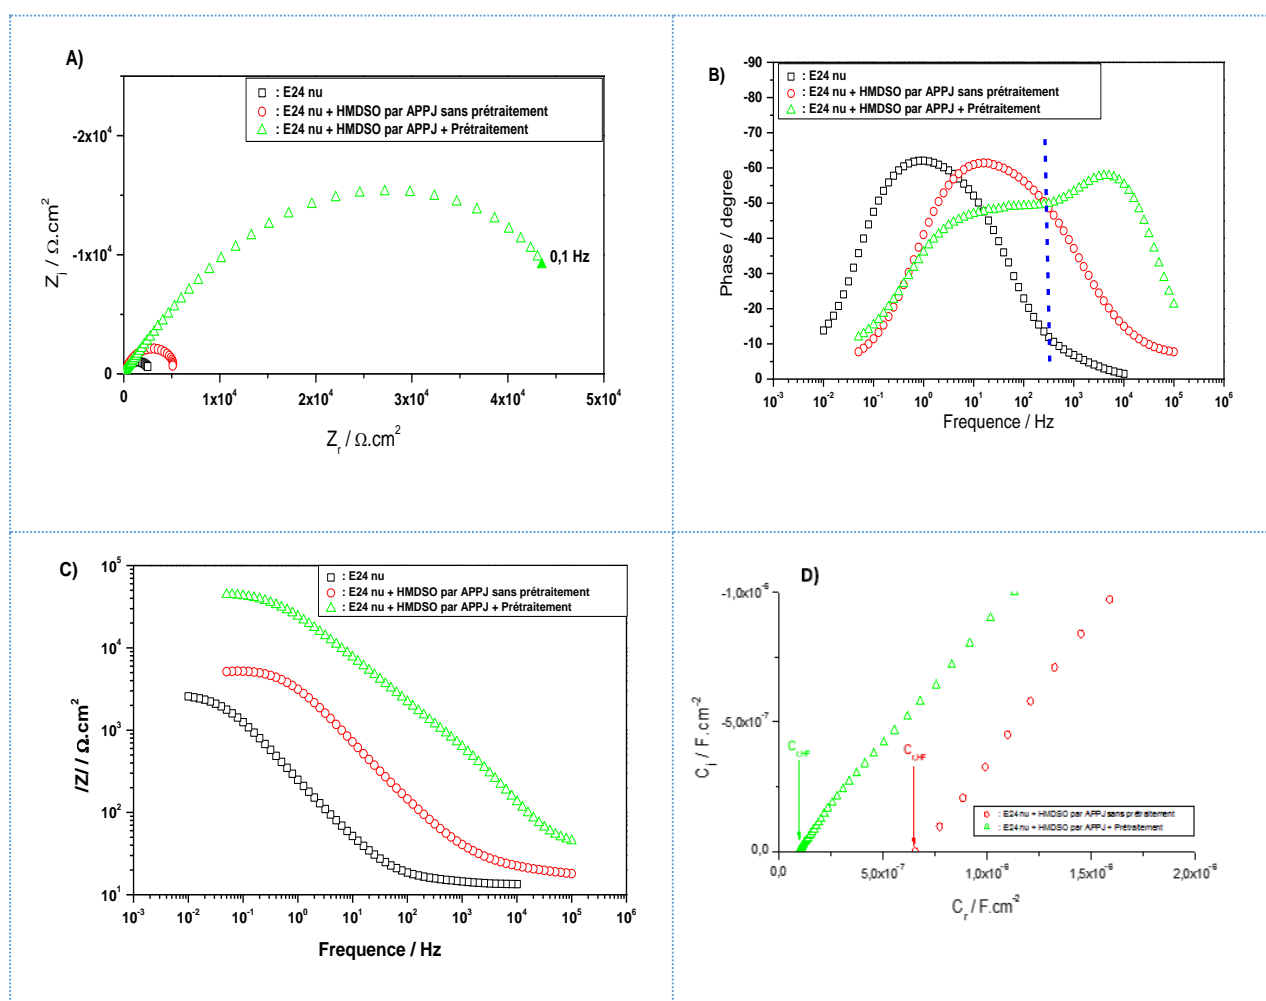 A)
: E24 nu
: E24 nu + HMDSO par APPJ sans prétraitement
: E24 nu + HMDSO par APPJ + Prétraitement
-2x10⁴
-1x10⁴
0
0,1 Hz
0 1x10⁴ 2x10⁴ 3x10⁴ 4x10⁴ 5x10⁴
Zⱼ / Ω.cm²
Zᵣ / Ω.cm²
B)
: E24 nu
: E24 nu + HMDSO par APPJ sans prétraitement
: E24 nu + HMDSO par APPJ + Prétraitement
-90
-80
-70
-60
-50
-40
-30
-20
-10
0
10⁻³ 10⁻² 10⁻¹ 10⁰ 10¹ 10² 10³ 10⁴ 10⁵ 10⁶
Phase / degree
Frequence / Hz
C)
: E24 nu
: E24 nu + HMDSO par APPJ sans prétraitement
: E24 nu + HMDSO par APPJ + Prétraitement
10⁵
10⁴
10³
10²
10¹
10⁻³ 10⁻² 10⁻¹ 10⁰ 10¹ 10² 10³ 10⁴ 10⁵ 10⁶
/Z/ / Ω.cm²
Frequence / Hz
D)
-1,0x10⁻⁶
-5,0x10⁻⁷
0,0
C r,HF
C r,HF
: E24 nu + HMDSO par APPJ sans prétraitement
: E24 nu + HMDSO par APPJ + Prétraitement
0,0 5,0x10⁻⁷ 1,0x10⁻⁶ 1,5x10⁻⁶ 2,0x10⁻⁶
Cᵢ / F.cm⁻²
Cᵣ / F.cm⁻²